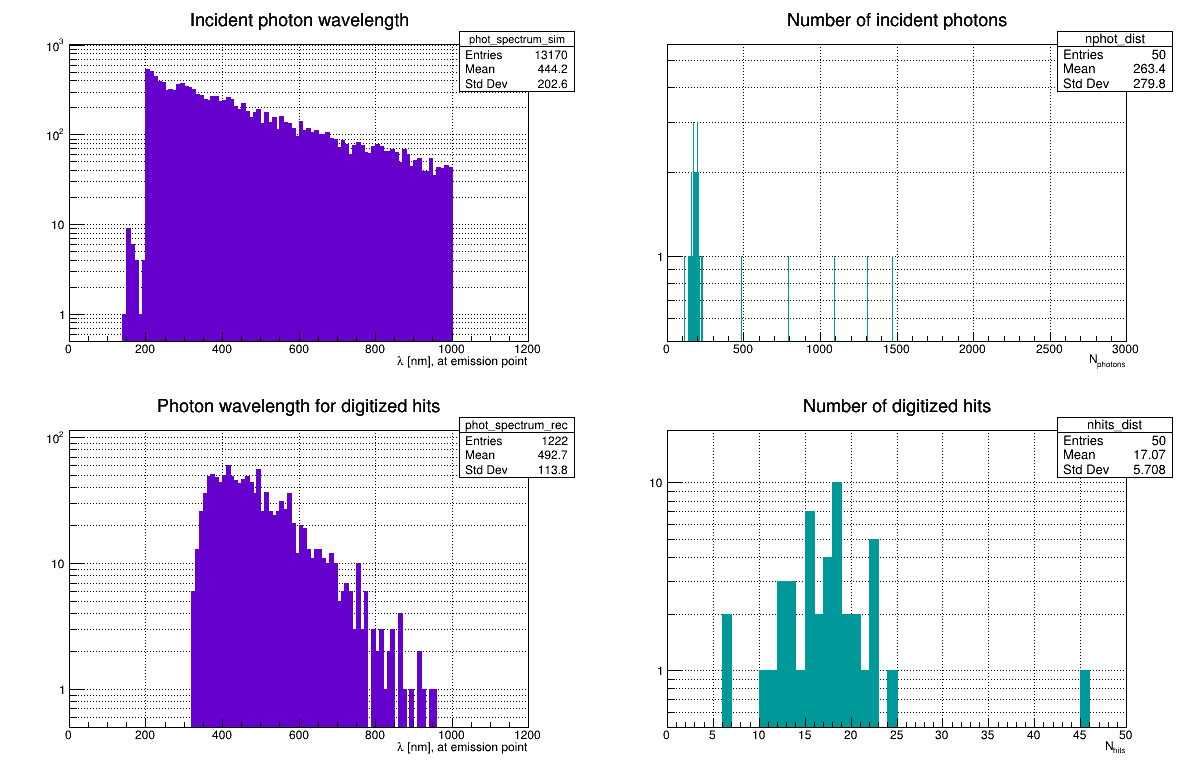 Incident photon wavelength
phot_spectrum_sim
Entries 13170
Mean 444.2
Std Dev 202.6
10³
10²
10
1
0 200 400 600 800 1000 1200
λ [nm], at emission point
Number of incident photons
nphot_dist
Entries 50
Mean 263.4
Std Dev 279.8
1
0 500 1000 1500 2000 2500 3000
Nphotons
Photon wavelength for digitized hits
phot_spectrum_rec
Entries 1222
Mean 492.7
Std Dev 113.8
10²
10
1
0 200 400 600 800 1000 1200
λ [nm], at emission point
Number of digitized hits
nhits_dist
Entries 50
Mean 17.07
Std Dev 5.708
10
1
0 5 10 15 20 25 30 35 40 45 50
Nhits